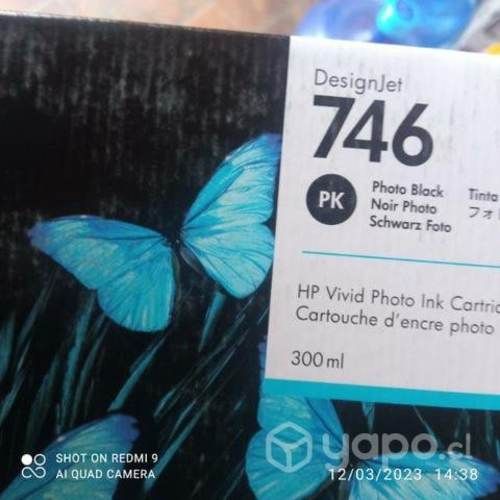 DesignJet
746
PK
Photo Black
Noir Photo
Schwarz Foto
Tinta
フォ
HP Vivid Photo Ink Cartric
Cartouche d'encre photo
300 ml
SHOT ON REDMI 9
AI QUAD CAMERA
yapo.cl
12/03/2023 14:38